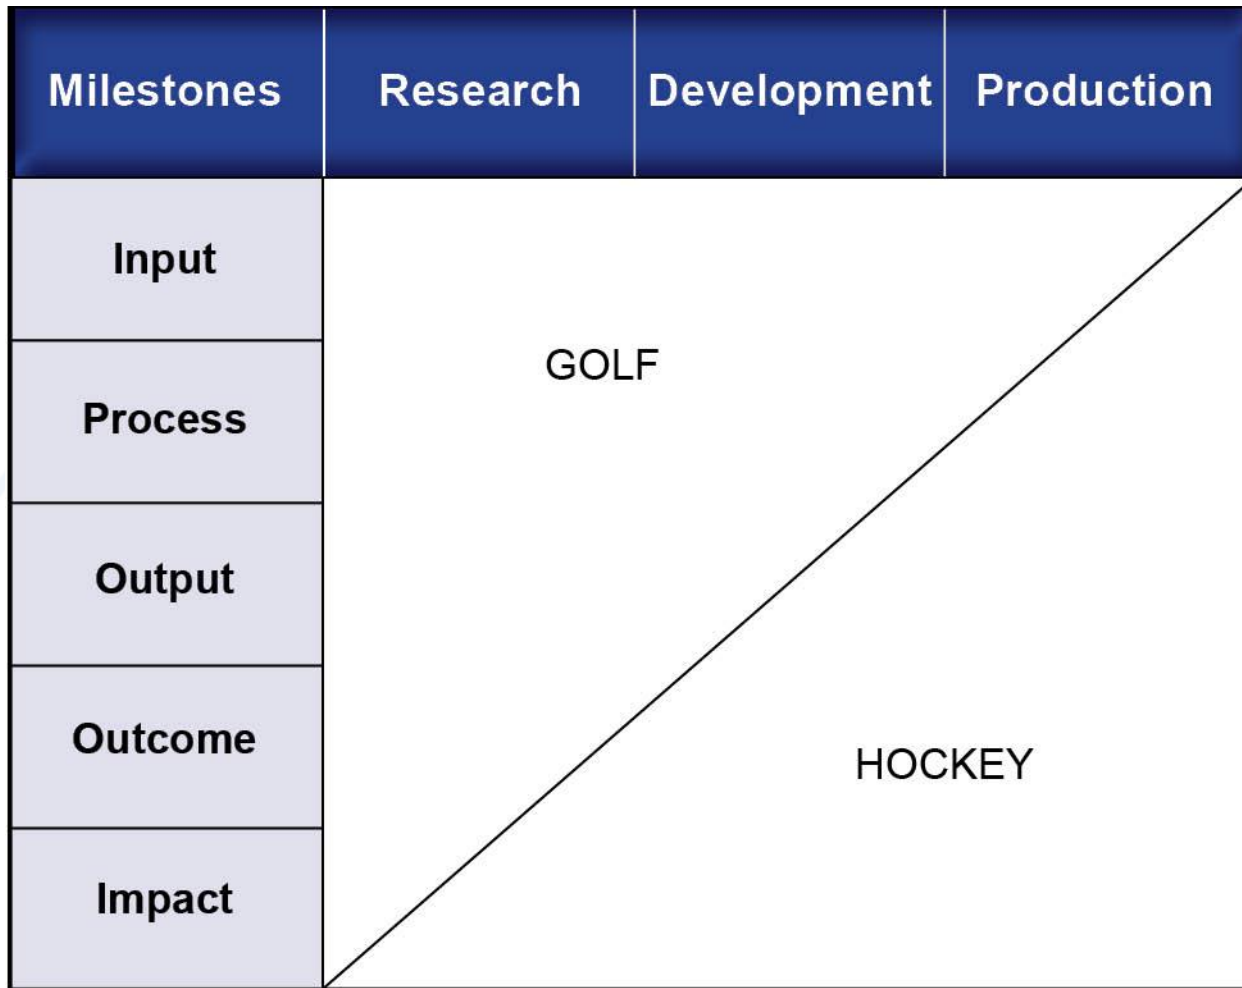 Milestones Research Development Production
Input
GOLF
Process
Output
Outcome
HOCKEY
Impact